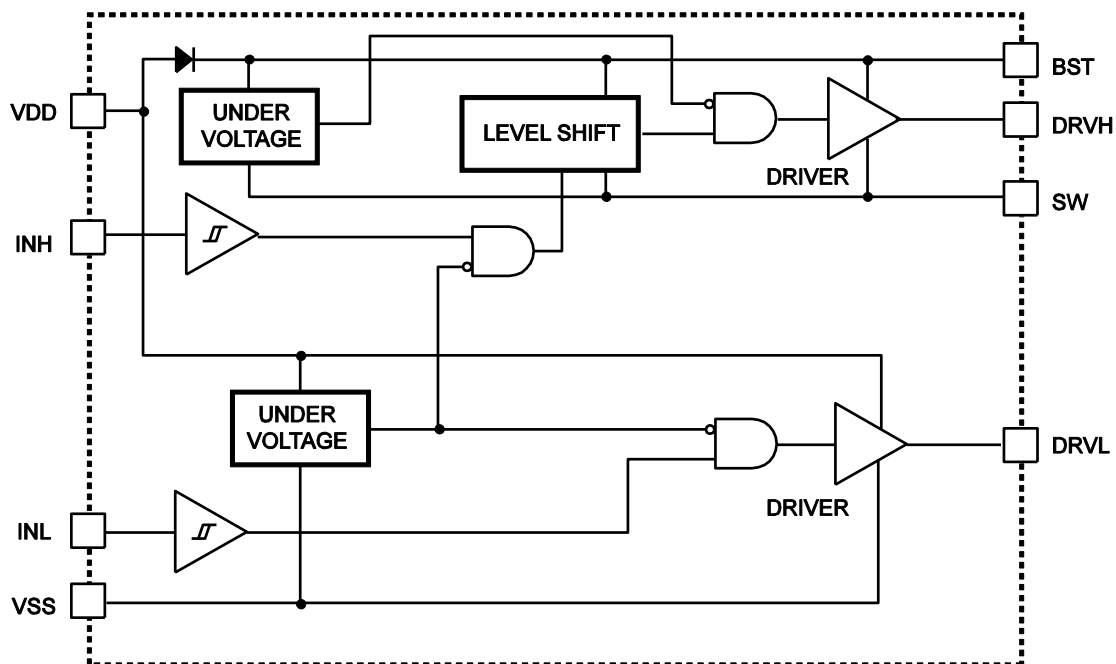 BST
VDD
UNDER
VOLTAGE
LEVEL SHIFT
DRVH
DRIVER
SW
INH
UNDER
VOLTAGE
DRVL
DRIVER
INL
VSS